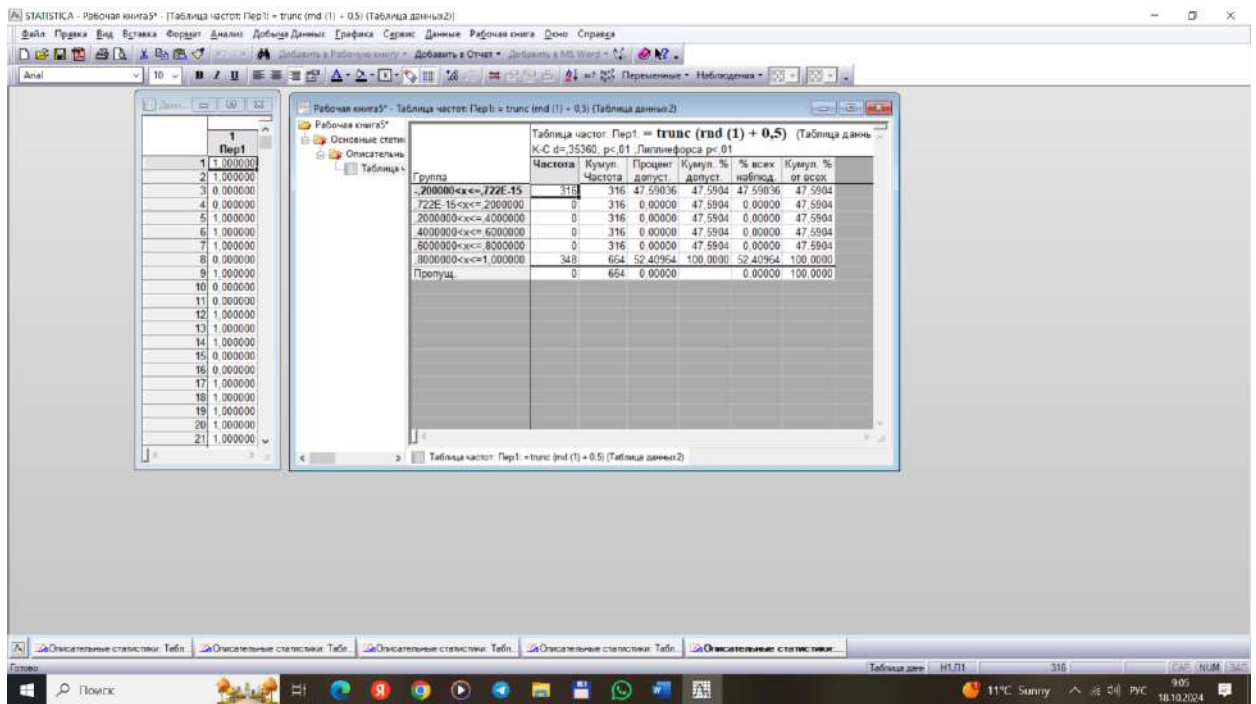 STATISTICA - Рабочая книга5* - [Таблица частот: Пер1: = trunc (rnd (1) + 0,5) (Таблица данных2)]
Файл Правка Вид Вставка Формат Анализ Добыча Данных Графика Сервис Данные Рабочая книга Окно Справка
Добавить в Рабочую книгу Добавить в Отчет Добавить в MS Word
Arial 10 Ж Переменные Наблюдения
Рабочая книга5* - Таблица частот: Пер1: = trunc (rnd (1) + 0,5) (Таблица данных2)
Рабочая книга5*
Основные статис
Описательнь
Таблица ч
Таблица частот: Пер1: = trunc (rnd (1) + 0,5) (Таблица даннь
К-С d=,35360, p<,01 ,Лиллиефорса p<,01
Группа Частота Кумул. Частота Процент допуст. Кумул. % допуст. % всех наблюд. Кумул. % от всех
-,200000<x<=,722E-15 316 316 47,59036 47,5904 47,59036 47,5904
,722E-15<x<=,2000000 0 316 0,00000 47,5904 0,00000 47,5904
,2000000<x<=,4000000 0 316 0,00000 47,5904 0,00000 47,5904
,4000000<x<=,6000000 0 316 0,00000 47,5904 0,00000 47,5904
,6000000<x<=,8000000 0 316 0,00000 47,5904 0,00000 47,5904
,8000000<x<=1,000000 348 664 52,40964 100,0000 52,40964 100,0000
Пропущ. 0 664 0,00000 0,00000 100,0000
1
Пер1
1 1,000000
2 1,000000
3 0,000000
4 0,000000
5 1,000000
6 1,000000
7 1,000000
8 0,000000
9 1,000000
10 0,000000
11 0,000000
12 1,000000
13 1,000000
14 1,000000
15 0,000000
16 0,000000
17 1,000000
18 1,000000
19 1,000000
20 1,000000
21 1,000000
Таблица частот: Пер1: = trunc (rnd (1) + 0,5) (Таблица данных2)
Описательные статистики: Табл Описательные статистики: Табл Описательные статистики: Табл Описательные статистики: Табл Описательные статистики:
Готово Н1,П1 316 CAP NUM
Поиск 11°C Sunny РУС 9:05
18.10.2024